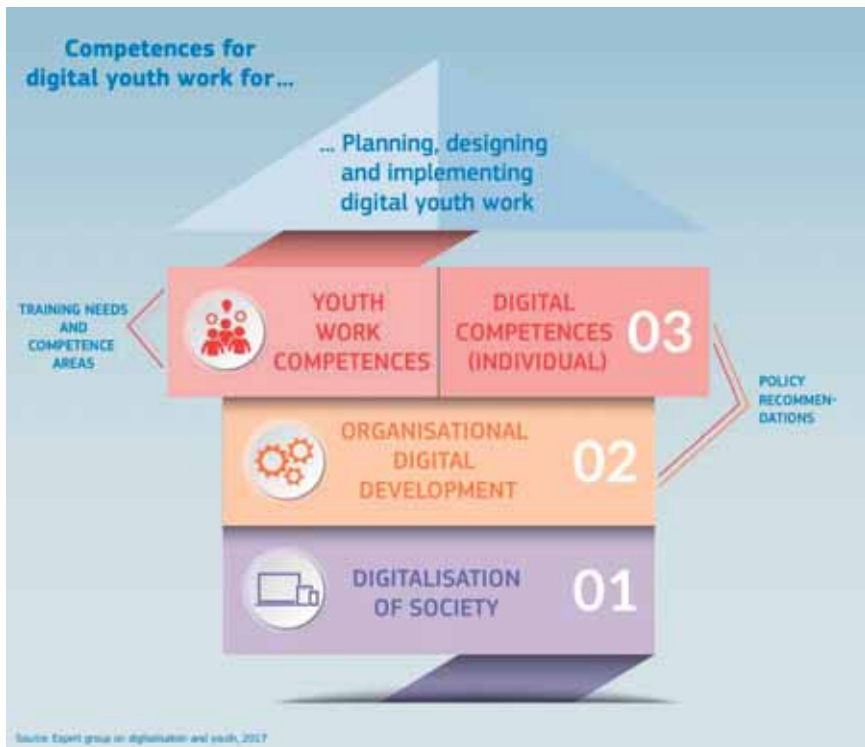 Competences for
digital youth work for...
... Planning, designing
and implementing
digital youth work
TRAINING NEEDS
AND
COMPETENCE
AREAS
YOUTH
WORK
COMPETENCES
DIGITAL
COMPETENCES
(INDIVIDUAL)
03
POLICY
RECOMMEN-
DATIONS
ORGANISATIONAL
DIGITAL
DEVELOPMENT
02
DIGITALISATION
OF SOCIETY
01
Source: Expert group on digitalisation and youth, 2017